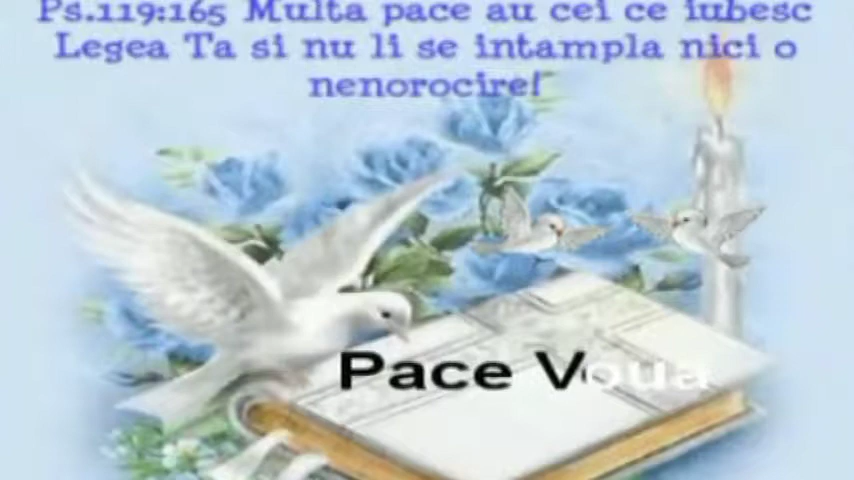 Ps.119:165 Multa pace au cei ce iubesc
Legea Ta si nu li se intampla nici o
nenorocire!
Pace Voua